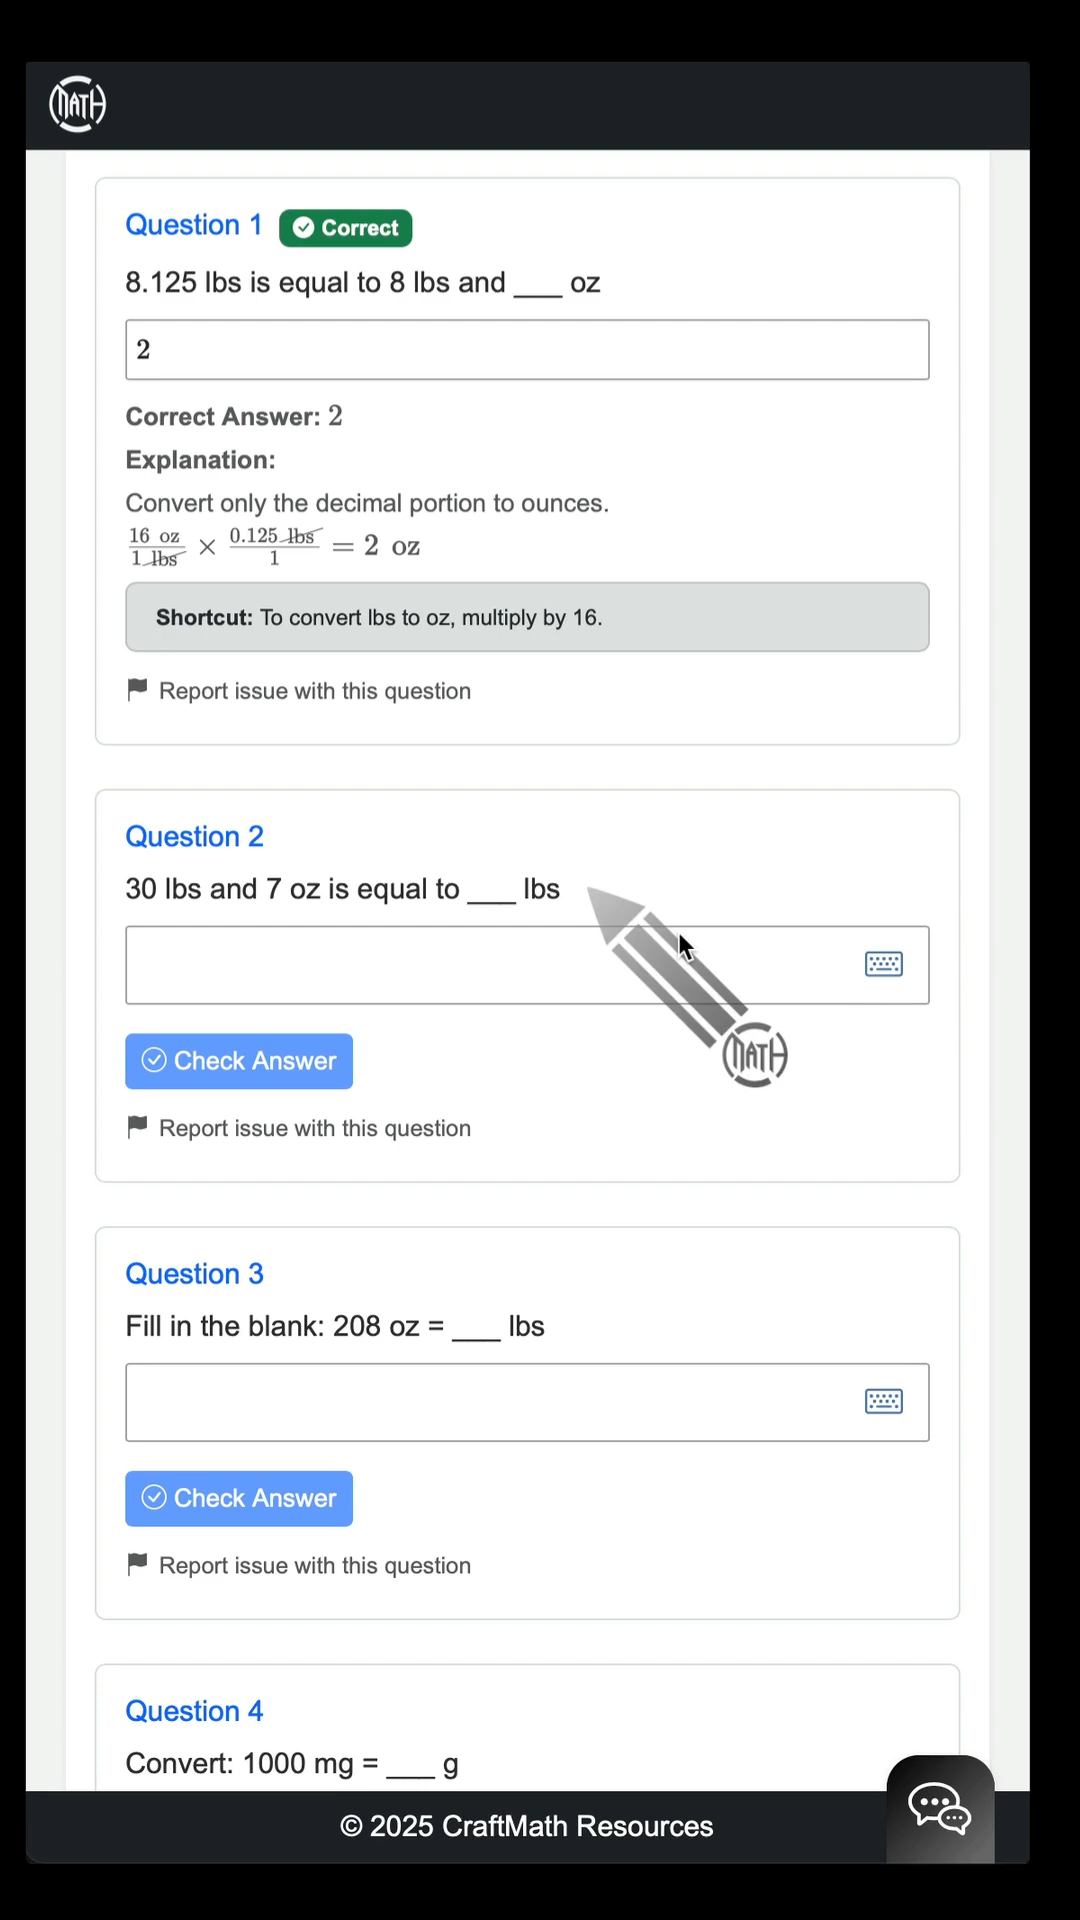 MATH
Question 1 Correct
8.125 lbs is equal to 8 lbs and ____ oz
2
Correct Answer: 2
Explanation:
Convert only the decimal portion to ounces.
16 oz / 1 lbs × 0.125 lbs / 1 = 2 oz
Shortcut: To convert lbs to oz, multiply by 16.
Report issue with this question
Question 2
30 lbs and 7 oz is equal to ____ lbs
MATH
Check Answer
Report issue with this question
Question 3
Fill in the blank: 208 oz = ____ lbs
Check Answer
Report issue with this question
Question 4
Convert: 1000 mg = ____ g
© 2025 CraftMath Resources